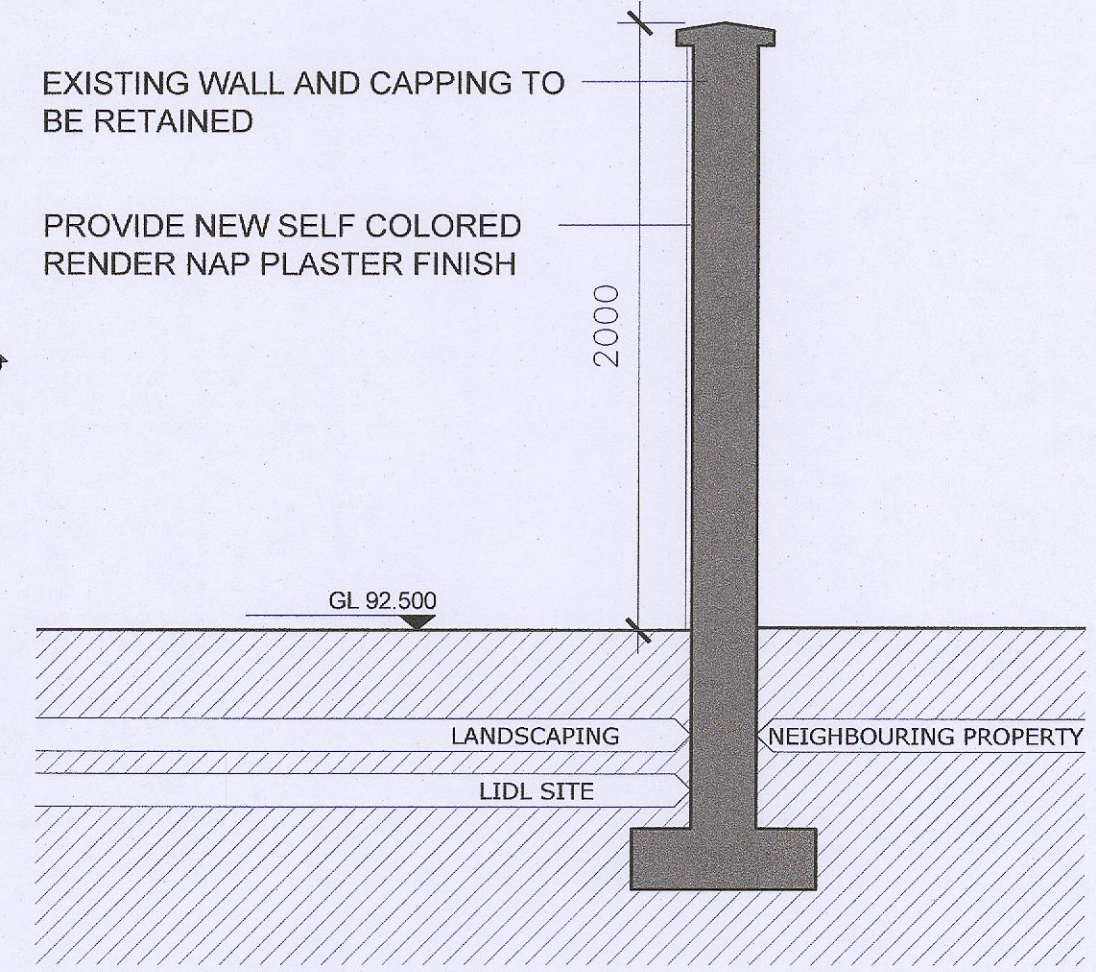 EXISTING WALL AND CAPPING TO
BE RETAINED
PROVIDE NEW SELF COLORED
RENDER NAP PLASTER FINISH
2000
GL 92.500
LANDSCAPING
NEIGHBOURING PROPERTY
LIDL SITE